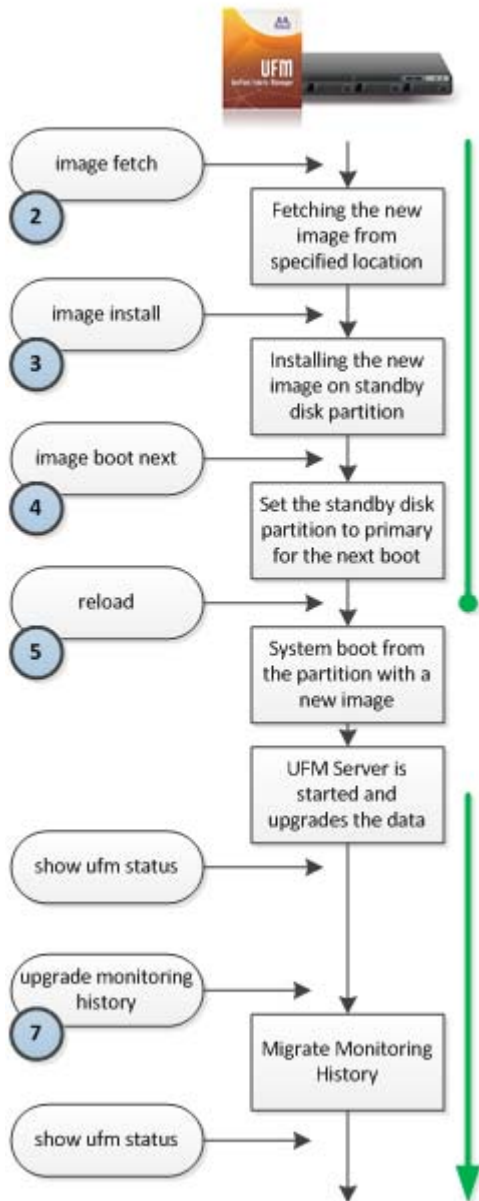 UFM
image fetch
2
Fetching the new
image from
specified location
image install
3
Installing the new
image on standby
disk partition
image boot next
4
Set the standby disk
partition to primary
for the next boot
reload
5
System boot from
the partition with a
new image
UFM Server is
started and
upgrades the data
show ufm status
upgrade monitoring
history
7
Migrate Monitoring
History
show ufm status